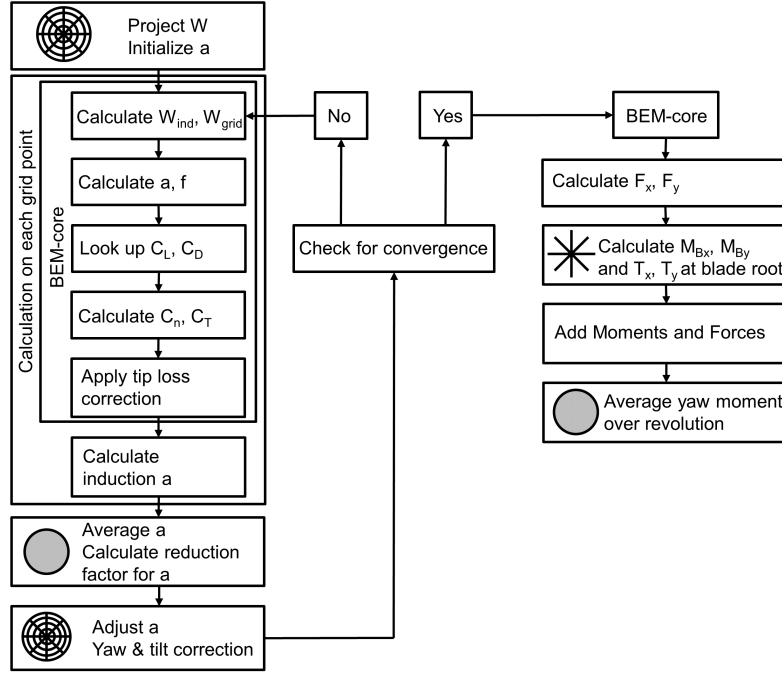 Project W
Initialize a
Calculation on each grid point
BEM-core
Calculate W_ind, W_grid
Calculate a, f
Look up C_L, C_D
Calculate C_n, C_T
Apply tip loss
correction
Calculate
induction a
Average a
Calculate reduction
factor for a
Adjust a
Yaw & tilt correction
No
Yes
Check for convergence
BEM-core
Calculate F_x, F_y
Calculate M_Bx, M_By
and T_x, T_y at blade root
Add Moments and Forces
Average yaw moment
over revolution